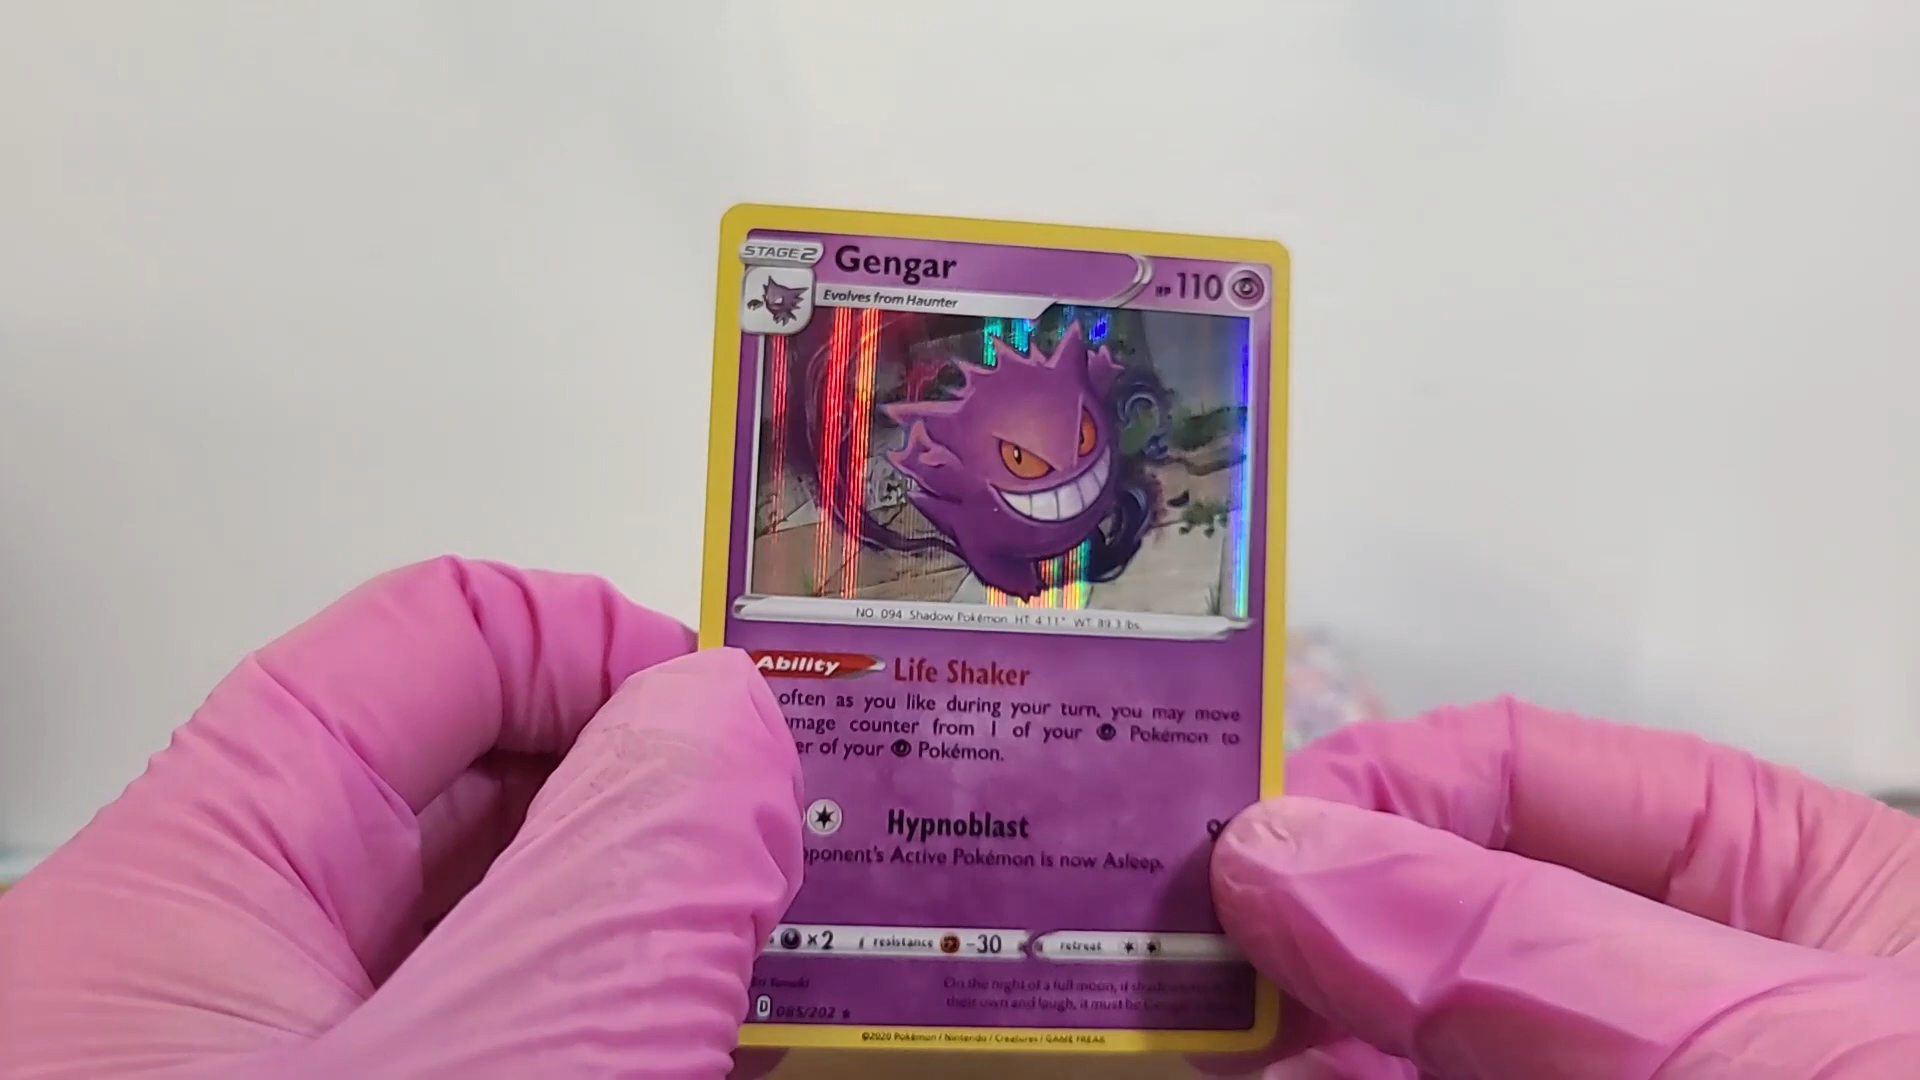 STAGE2
Gengar
HP 110
Evolves from Haunter
NO. 094 Shadow Pokémon HT 4'11" WT 89.3 lbs.
Ability Life Shaker
often as you like during your turn, you may move
mage counter from 1 of your Pokémon to
er of your Pokémon.
Hypnoblast 9
pponent's Active Pokémon is now Asleep.
×2 resistance -30 retreat
On the night of a full moon, if shadows
their own and laugh, it must be
D 085/202
©2020 Pokémon / Nintendo / Creatures / GAME FREAK